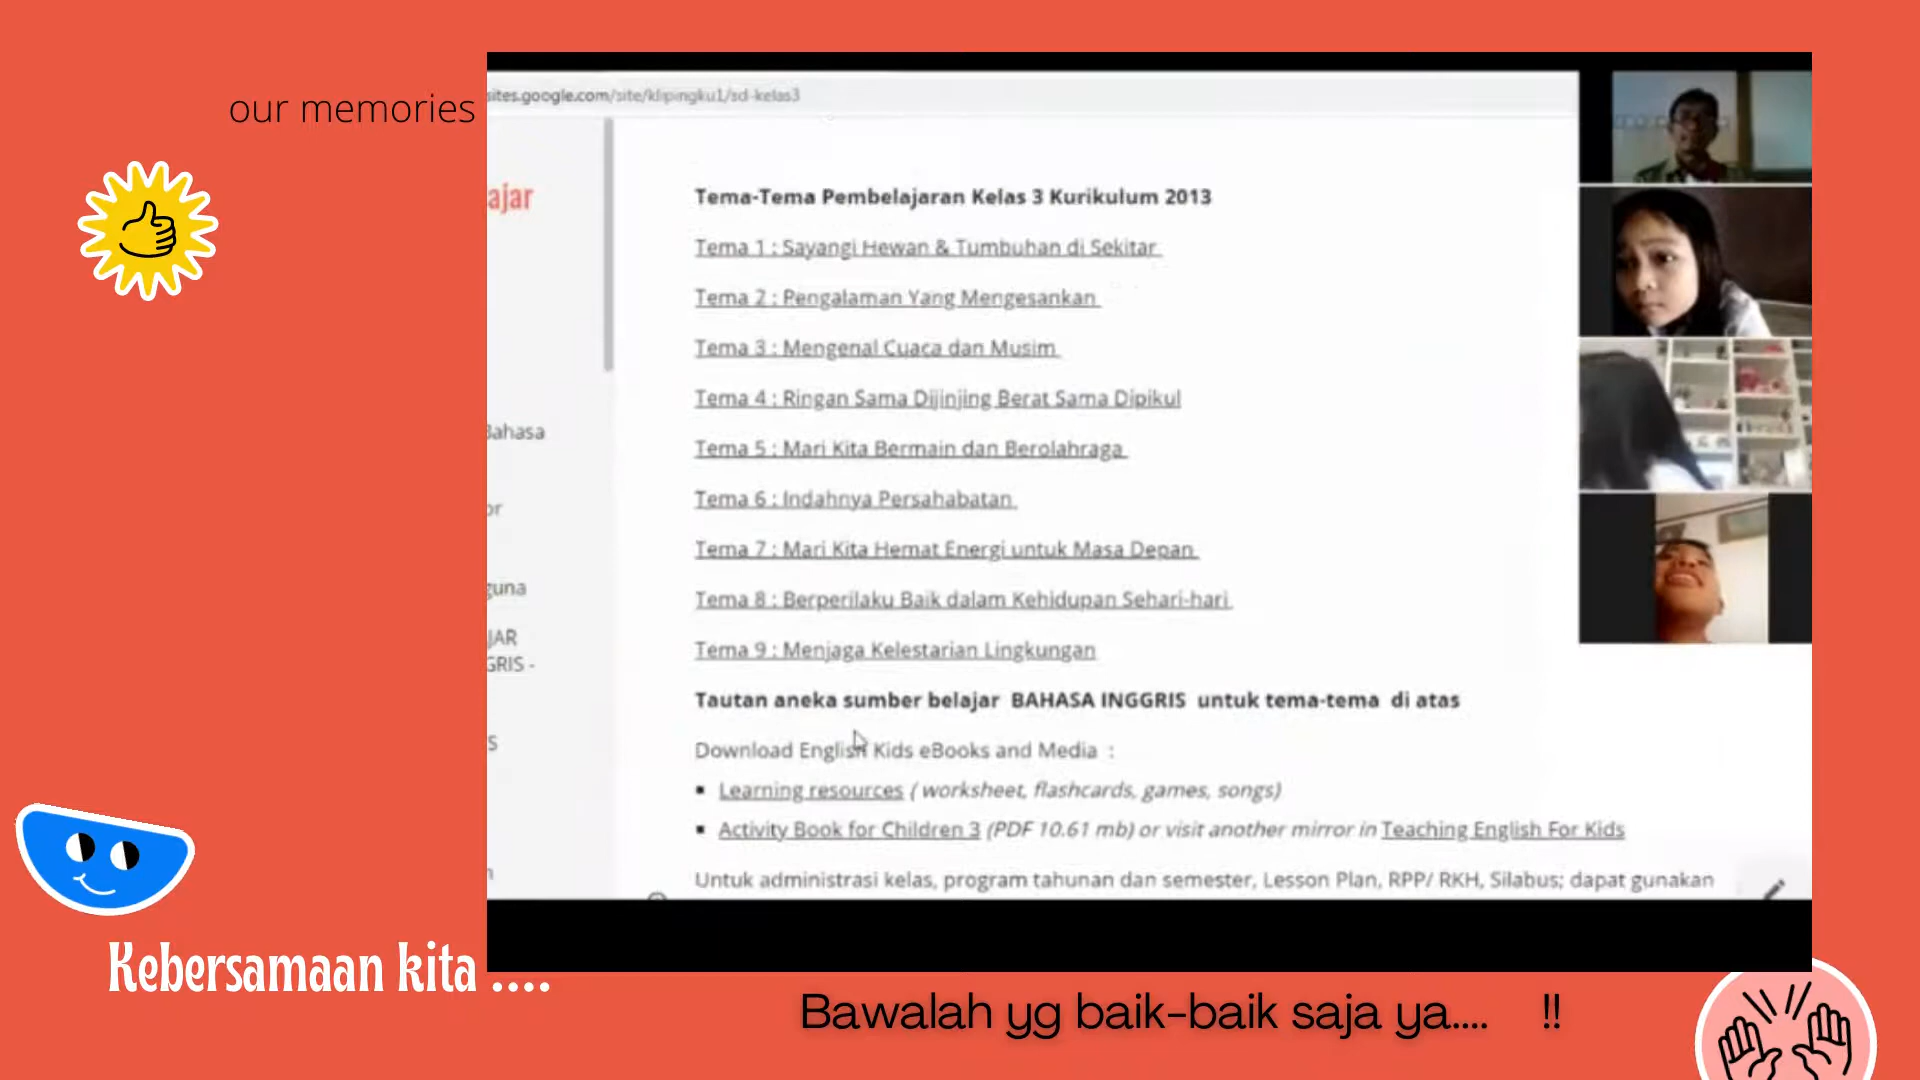 our memories
sites.google.com/site/klipingku1/sd-kelas3
ajar
Tema-Tema Pembelajaran Kelas 3 Kurikulum 2013
Tema 1 : Sayangi Hewan & Tumbuhan di Sekitar
Tema 2 : Pengalaman Yang Mengesankan
Tema 3 : Mengenal Cuaca dan Musim
Tema 4 : Ringan Sama Dijinjing Berat Sama Dipikul
Bahasa
Tema 5 : Mari Kita Bermain dan Berolahraga
Tema 6 : Indahnya Persahabatan
or
Tema 7 : Mari Kita Hemat Energi untuk Masa Depan
guna
Tema 8 : Berperilaku Baik dalam Kehidupan Sehari-hari
JAR
GRIS -
Tema 9 : Menjaga Kelestarian Lingkungan
Tautan aneka sumber belajar BAHASA INGGRIS untuk tema-tema di atas
S
Download English Kids eBooks and Media :
▪ Learning resources ( worksheet, flashcards, games, songs)
▪ Activity Book for Children 3 (PDF 10.61 mb) or visit another mirror in Teaching English For Kids
Untuk administrasi kelas, program tahunan dan semester, Lesson Plan, RPP/ RKH, Silabus; dapat gunakan
Kebersamaan kita ....
Bawalah yg baik-baik saja ya.... !!